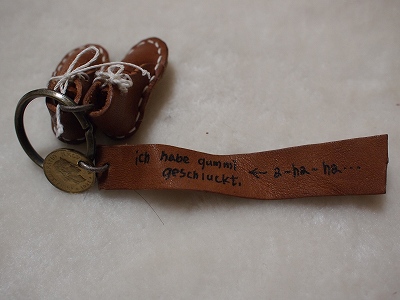 ich habe gummi ← a-ha-ha...
geschluckt.